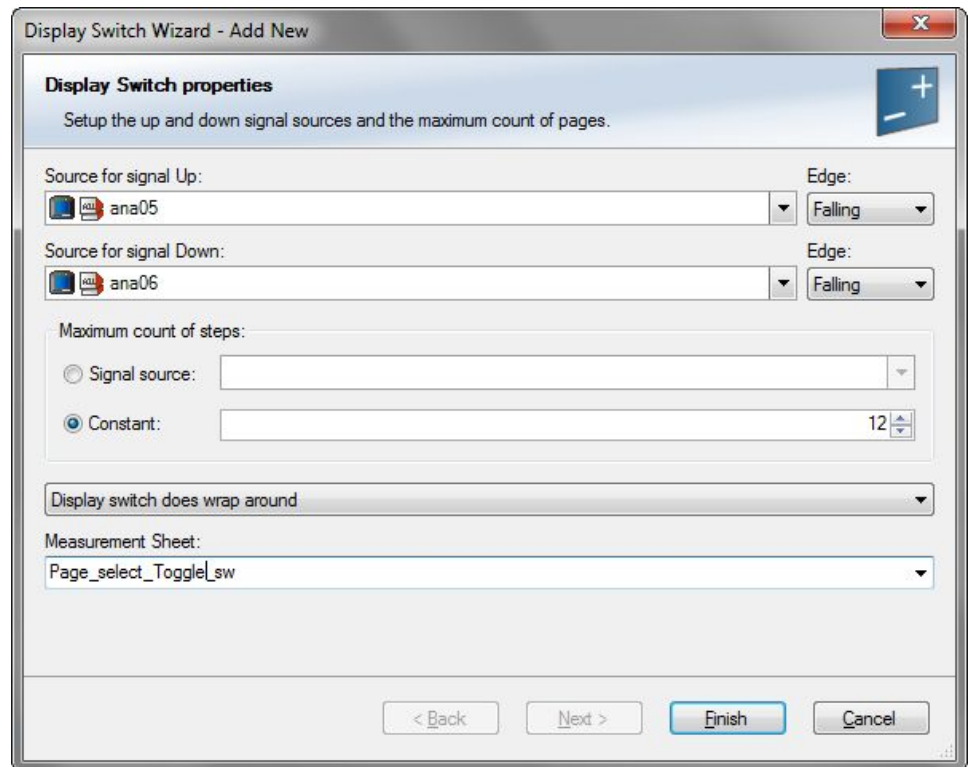 Display Switch Wizard - Add New
Display Switch properties
Setup the up and down signal sources and the maximum count of pages.
Source for signal Up: Edge:
ana05 Falling
Source for signal Down: Edge:
ana06 Falling
Maximum count of steps:
Signal source:
Constant: 12
Display switch does wrap around
Measurement Sheet:
Page_select_Toggle_sw
< Back Next > Finish Cancel